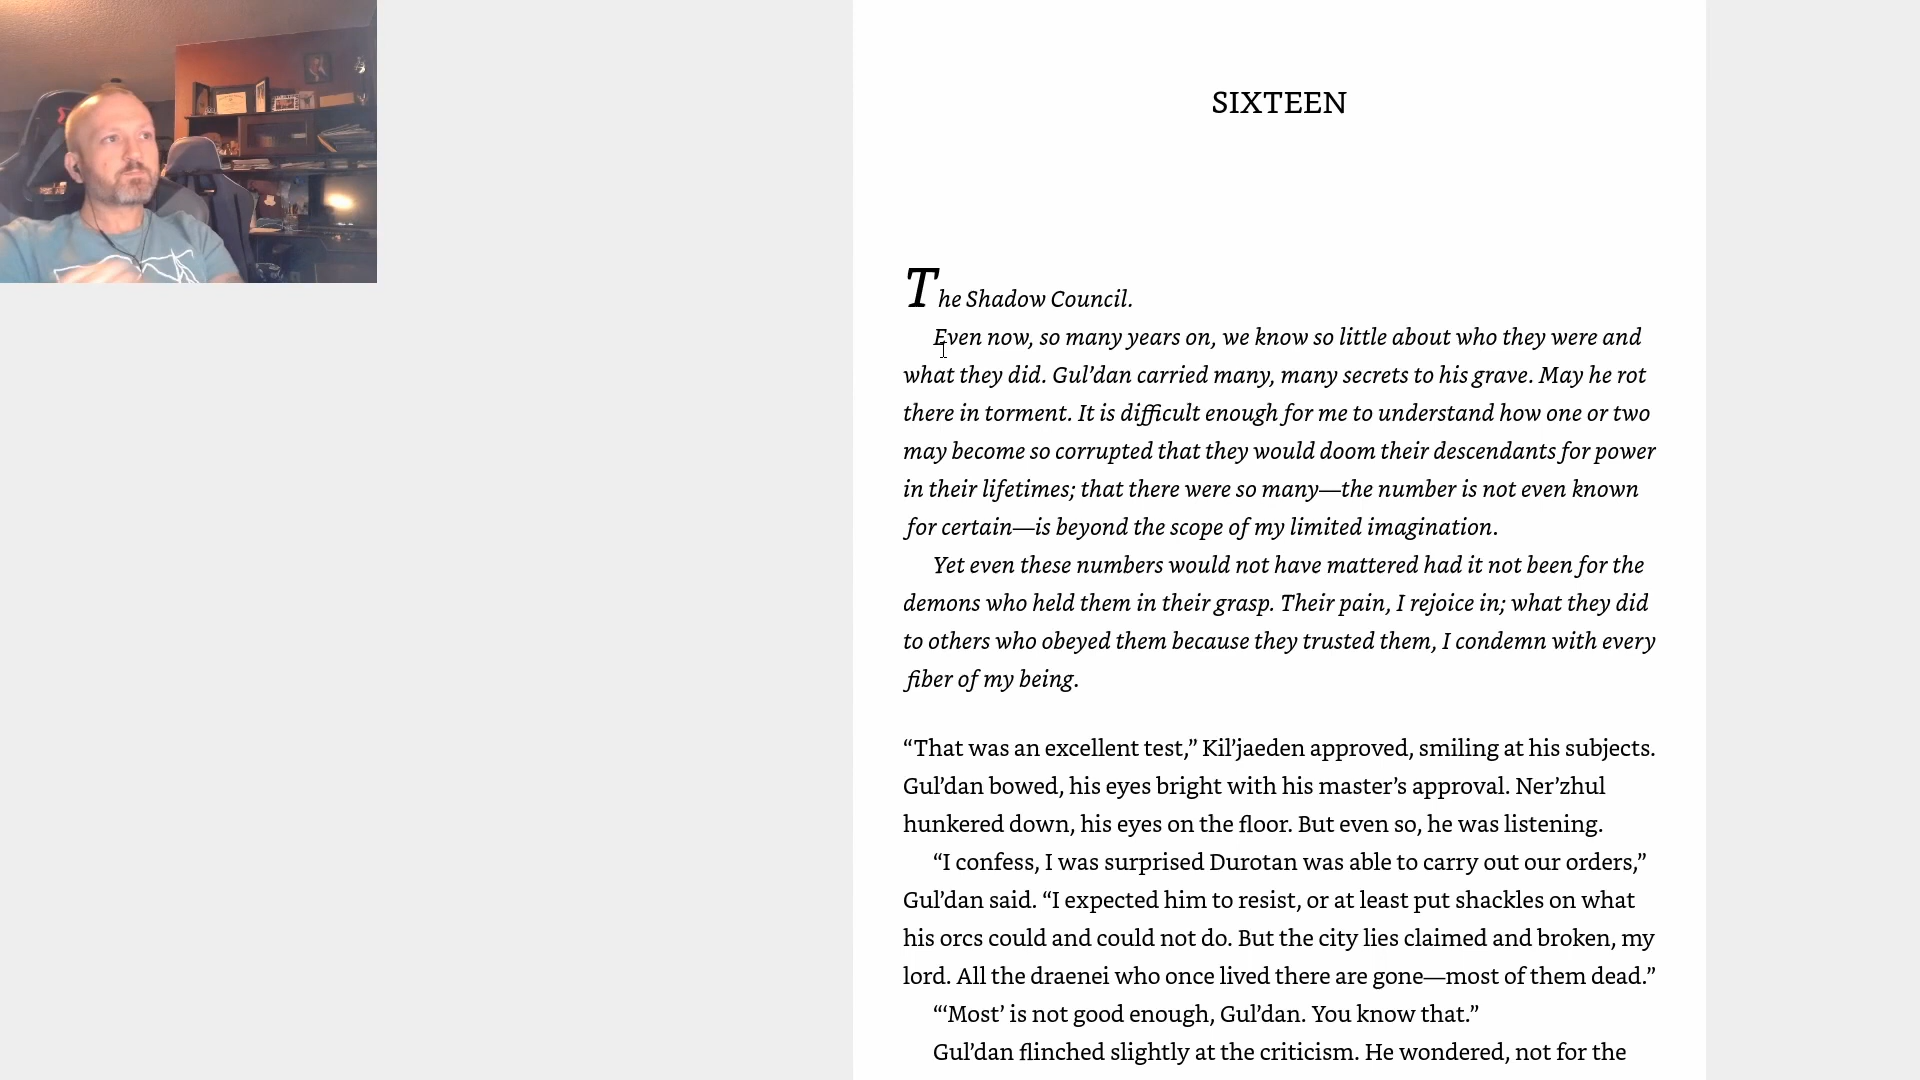 SIXTEEN
The Shadow Council.
Even now, so many years on, we know so little about who they were and
what they did. Gul’dan carried many, many secrets to his grave. May he rot
there in torment. It is difficult enough for me to understand how one or two
may become so corrupted that they would doom their descendants for power
in their lifetimes; that there were so many—the number is not even known
for certain—is beyond the scope of my limited imagination.
Yet even these numbers would not have mattered had it not been for the
demons who held them in their grasp. Their pain, I rejoice in; what they did
to others who obeyed them because they trusted them, I condemn with every
fiber of my being.
“That was an excellent test,” Kil’jaeden approved, smiling at his subjects.
Gul’dan bowed, his eyes bright with his master’s approval. Ner’zhul
hunkered down, his eyes on the floor. But even so, he was listening.
“I confess, I was surprised Durotan was able to carry out our orders,”
Gul’dan said. “I expected him to resist, or at least put shackles on what
his orcs could and could not do. But the city lies claimed and broken, my
lord. All the draenei who once lived there are gone—most of them dead.”
“‘Most’ is not good enough, Gul’dan. You know that.”
Gul’dan flinched slightly at the criticism. He wondered, not for the